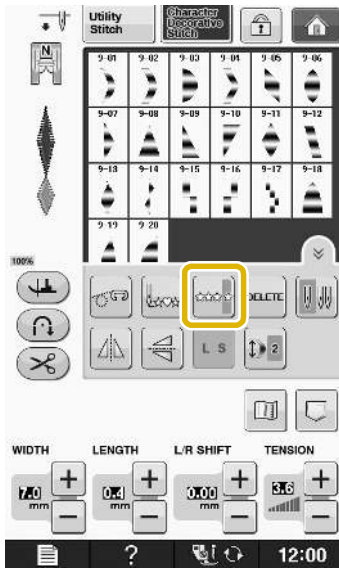 Utility Stitch
Character Decorative Stitch
N
9-01 9-02 9-03 9-04 9-05 9-06
9-07 9-08 9-09 9-10 9-11 9-12
9-13 9-14 9-15 9-16 9-17 9-18
9-19 9-20
100%
DELETE
L S
2
WIDTH LENGTH L/R SHIFT TENSION
7.0 mm + − 0.4 mm + − 0.00 mm + − 3.6 + −
? 12:00